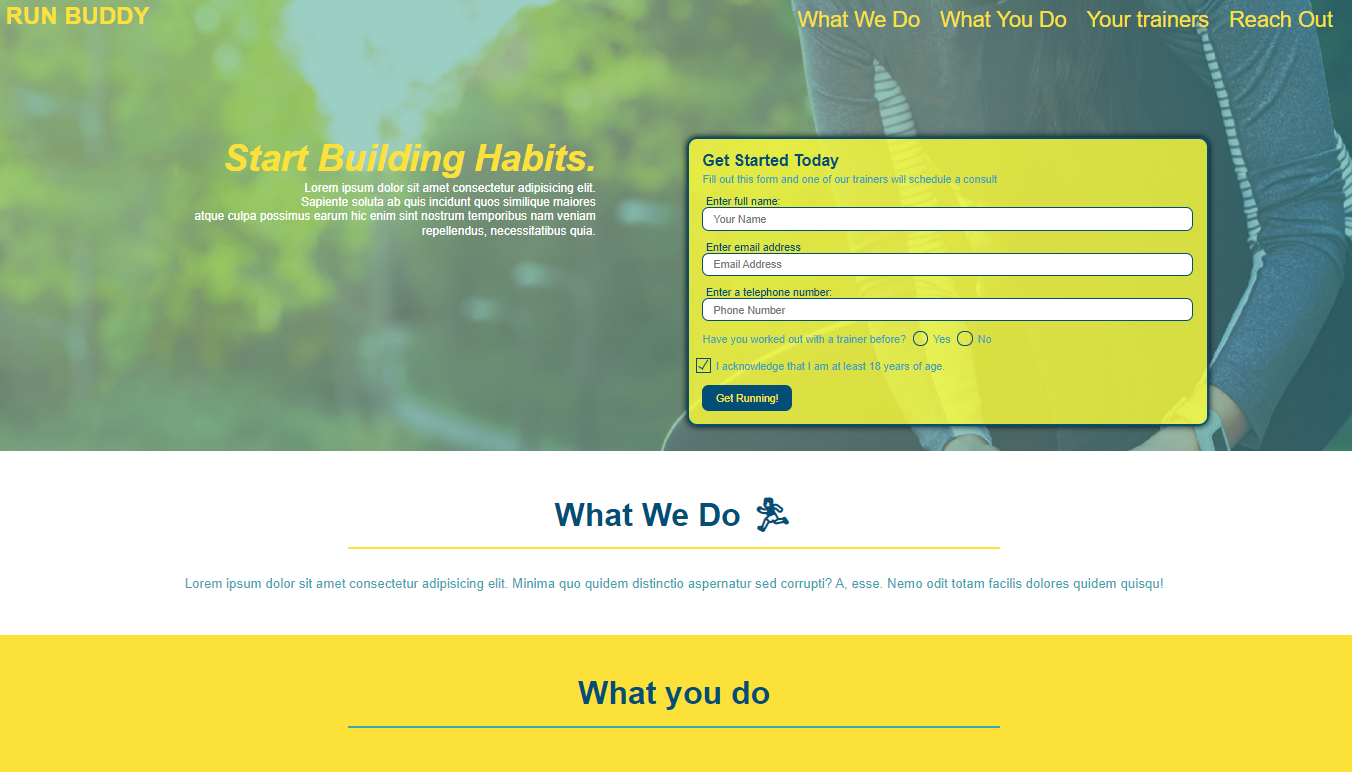 RUN BUDDY
What We Do What You Do Your trainers Reach Out
Start Building Habits.
Lorem ipsum dolor sit amet consectetur adipisicing elit.
Sapiente soluta ab quis incidunt quos similique maiores
atque culpa possimus earum hic enim sint nostrum temporibus nam veniam
repellendus, necessitatibus quia.
Get Started Today
Fill out this form and one of our trainers will schedule a consult
Enter full name:
Your Name
Enter email address
Email Address
Enter a telephone number:
Phone Number
Have you worked out with a trainer before? Yes No
I acknowledge that I am at least 18 years of age.
Get Running!
What We Do
Lorem ipsum dolor sit amet consectetur adipisicing elit. Minima quo quidem distinctio aspernatur sed corrupti? A, esse. Nemo odit totam facilis dolores quidem quisqu!
What you do